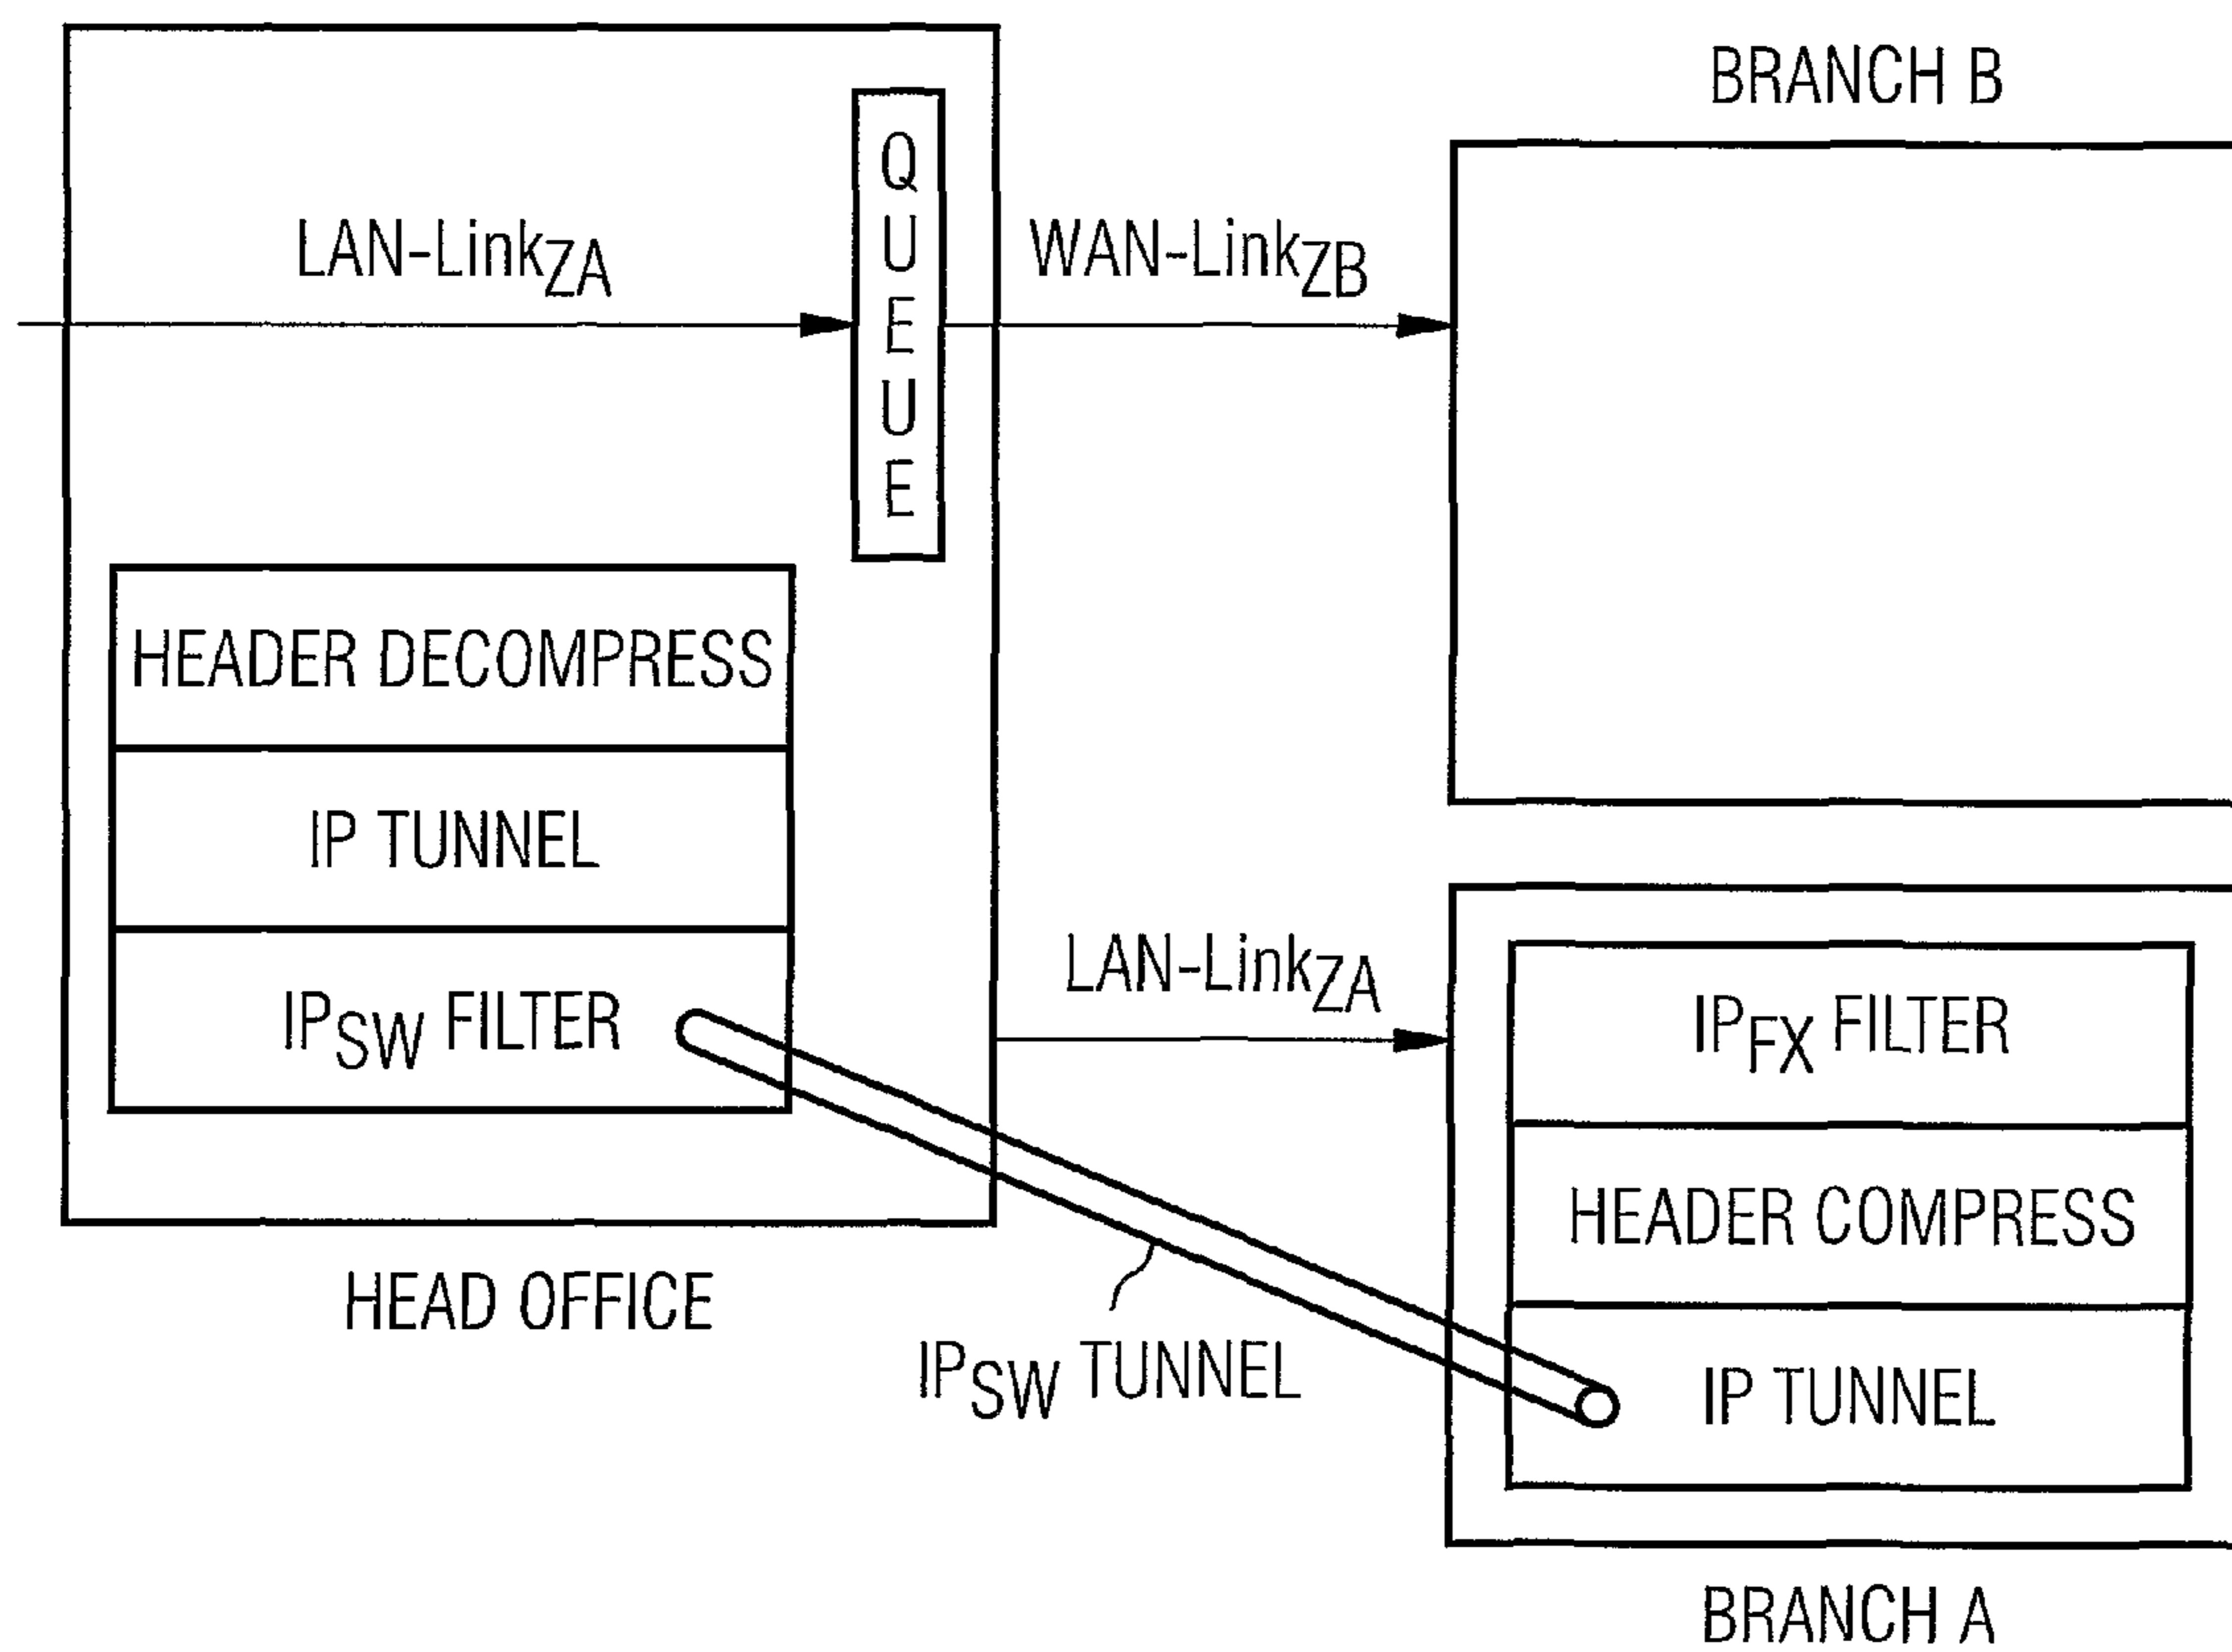 BRANCH B
QUEUE
LAN-LinkZA
WAN-LinkZB
HEADER DECOMPRESS
IP TUNNEL
IPSW FILTER
LAN-LinkZA
IPFX FILTER
HEADER COMPRESS
IP TUNNEL
HEAD OFFICE
IPSW TUNNEL
BRANCH A